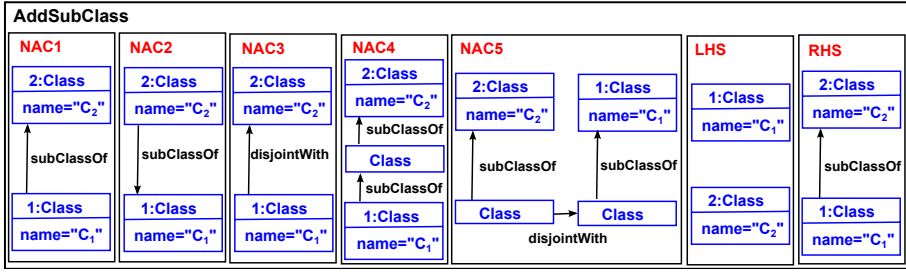 AddSubClass
NAC1
2:Class
name="C₂"
subClassOf
1:Class
name="C₁"
NAC2
2:Class
name="C₂"
subClassOf
1:Class
name="C₁"
NAC3
2:Class
name="C₂"
disjointWith
1:Class
name="C₁"
NAC4
2:Class
name="C₂"
subClassOf
Class
subClassOf
1:Class
name="C₁"
NAC5
2:Class
name="C₂"
1:Class
name="C₁"
subClassOf
subClassOf
Class
Class
disjointWith
LHS
1:Class
name="C₁"
2:Class
name="C₂"
RHS
2:Class
name="C₂"
subClassOf
1:Class
name="C₁"